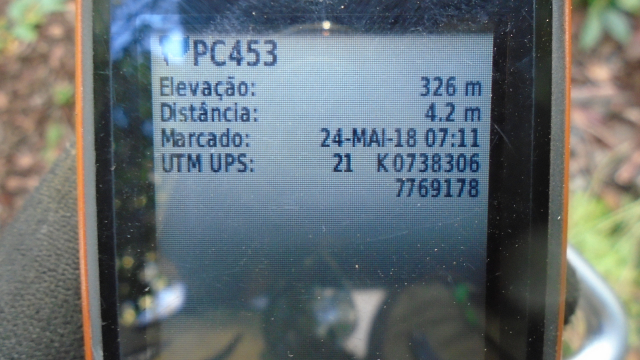 PC453
Elevação: 326 m
Distância: 4.2 m
Marcado: 24-MAI-18 07:11
UTM UPS: 21 K 0738306
7769178